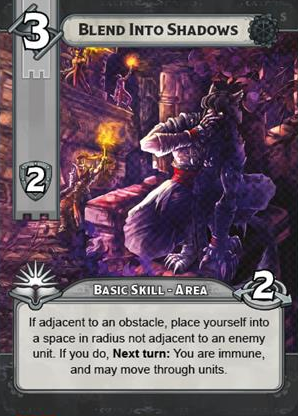 3
BLEND INTO SHADOWS
S
2
BASIC SKILL - AREA
2
If adjacent to an obstacle, place yourself into
a space in radius not adjacent to an enemy
unit. If you do, Next turn: You are immune,
and may move through units.